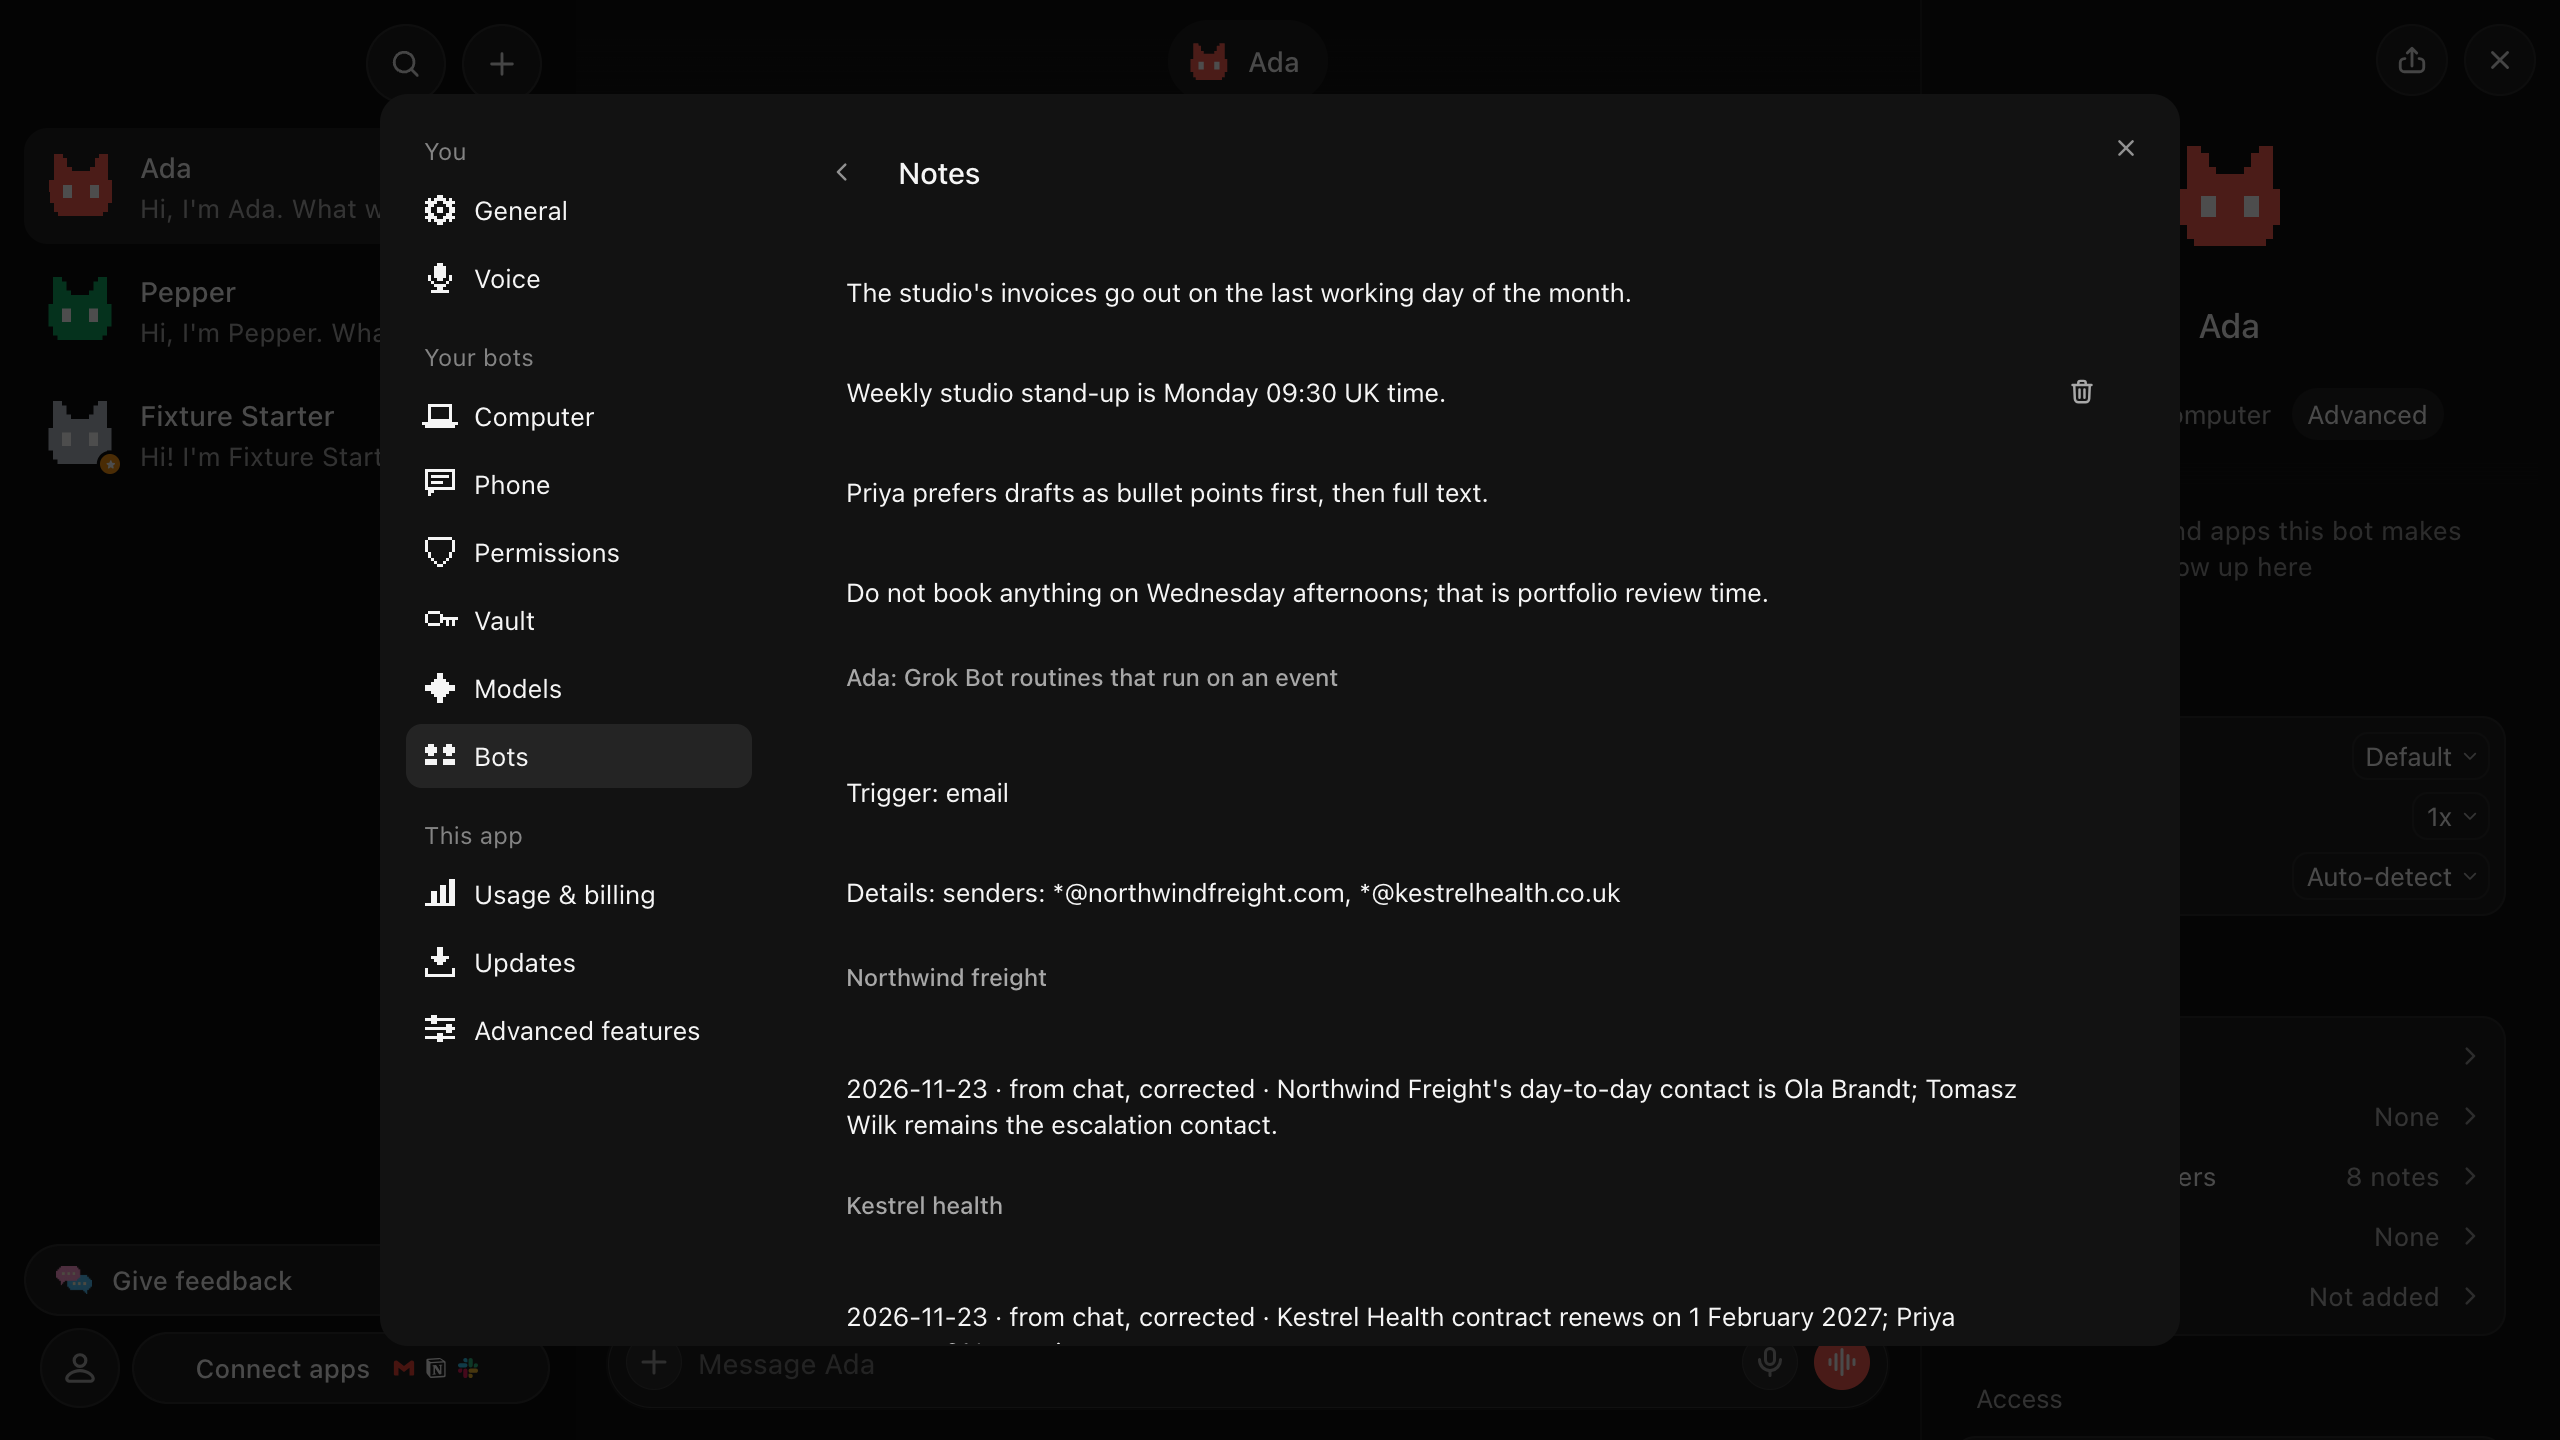 Ada
Ada
Hi, I'm Ada. What w
Pepper
Hi, I'm Pepper. Wha
Fixture Starter
Hi! I'm Fixture Start
Give feedback
Connect apps
You
General
Voice
Your bots
Computer
Phone
Permissions
Vault
Models
Bots
This app
Usage & billing
Updates
Advanced features
Notes
The studio's invoices go out on the last working day of the month.
Weekly studio stand-up is Monday 09:30 UK time.
Priya prefers drafts as bullet points first, then full text.
Do not book anything on Wednesday afternoons; that is portfolio review time.
Ada: Grok Bot routines that run on an event
Trigger: email
Details: senders: *@northwindfreight.com, *@kestrelhealth.co.uk
Northwind freight
2026-11-23 · from chat, corrected · Northwind Freight's day-to-day contact is Ola Brandt; Tomasz
Wilk remains the escalation contact.
Kestrel health
2026-11-23 · from chat, corrected · Kestrel Health contract renews on 1 February 2027; Priya
Message Ada
Ada
omputer Advanced
nd apps this bot makes
ow up here
Default
1x
Auto-detect
None
ers 8 notes
None
Not added
Access